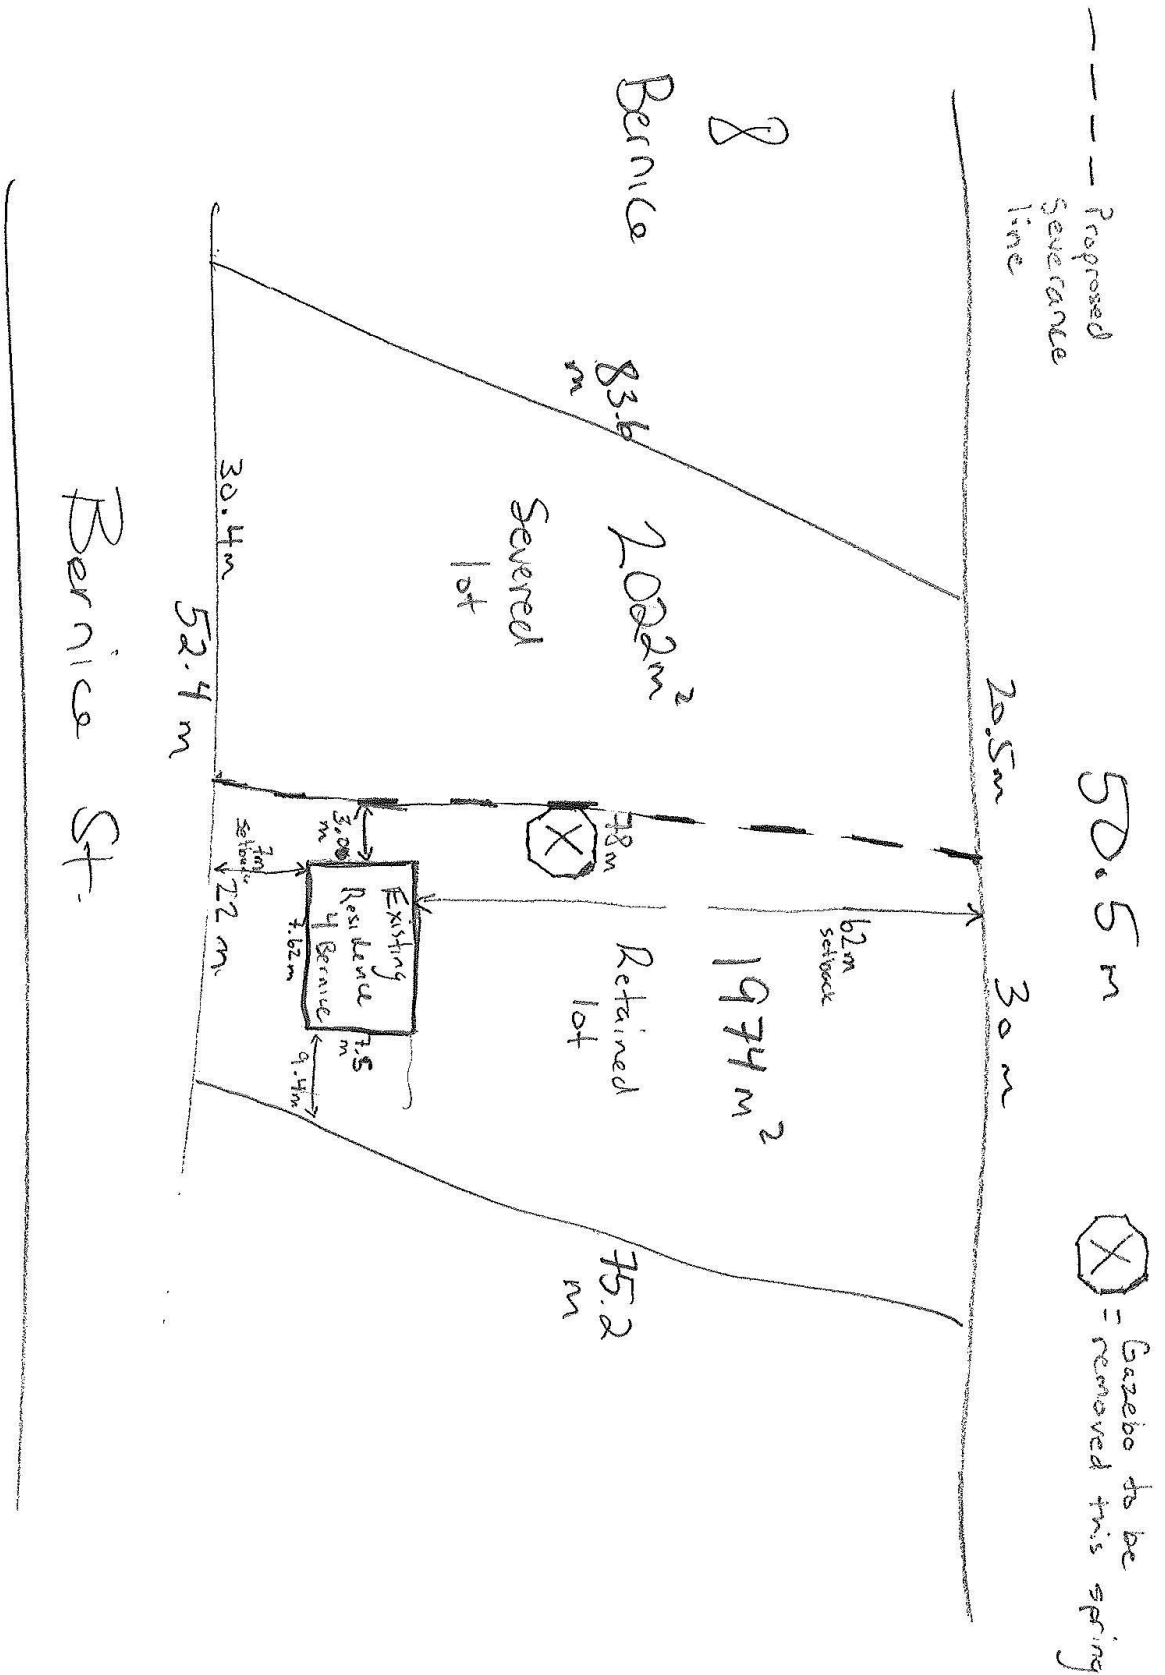 ---- Proprosed
Severance
line
50.5 m
X = Gazebo to be
removed this spring
20.5m
30 m
8
Bernice
83.6
m
2022m²
Severed
lot
78m
X
62m
setback
1974 m²
Retained
lot
75.2
m
3.00
m
Existing
Residence
4 Bernice
7.62m
7.5
m
9.4m
7m
setback
30.4m
22 m
52.4 m
Bernice St.